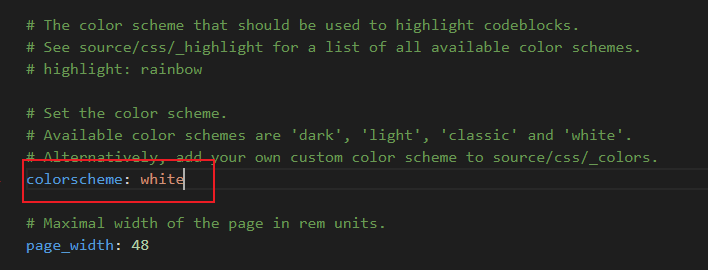 # The color scheme that should be used to highlight codeblocks.
# See source/css/_highlight for a list of all available color schemes.
# highlight: rainbow
# Set the color scheme.
# Available color schemes are 'dark', 'light', 'classic' and 'white'.
# Alternatively, add your own custom color scheme to source/css/_colors.
colorscheme: white
# Maximal width of the page in rem units.
page_width: 48